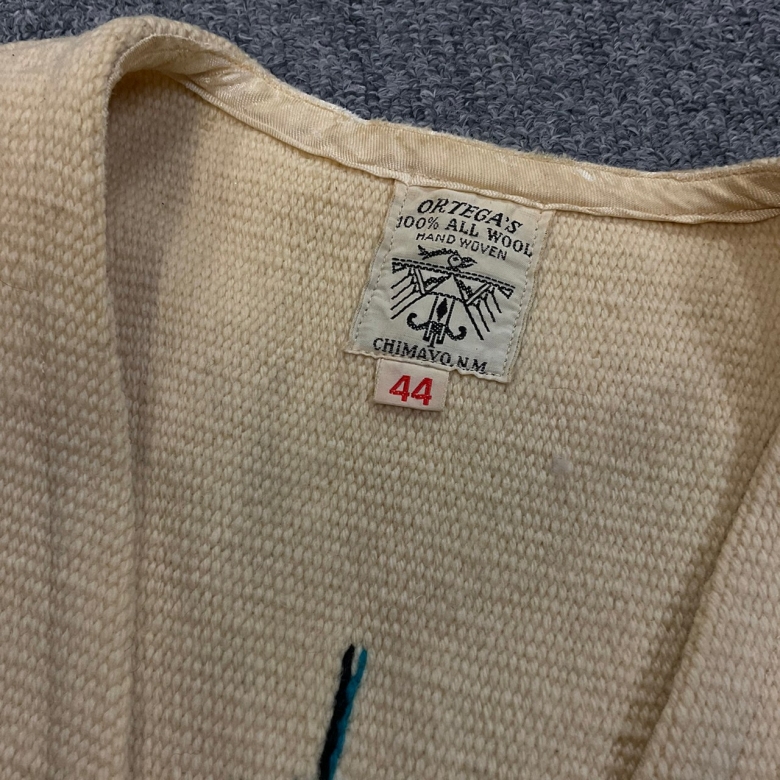 ORTEGA'S
100% ALL WOOL
HAND WOVEN
CHIMAYO, N.M.
44